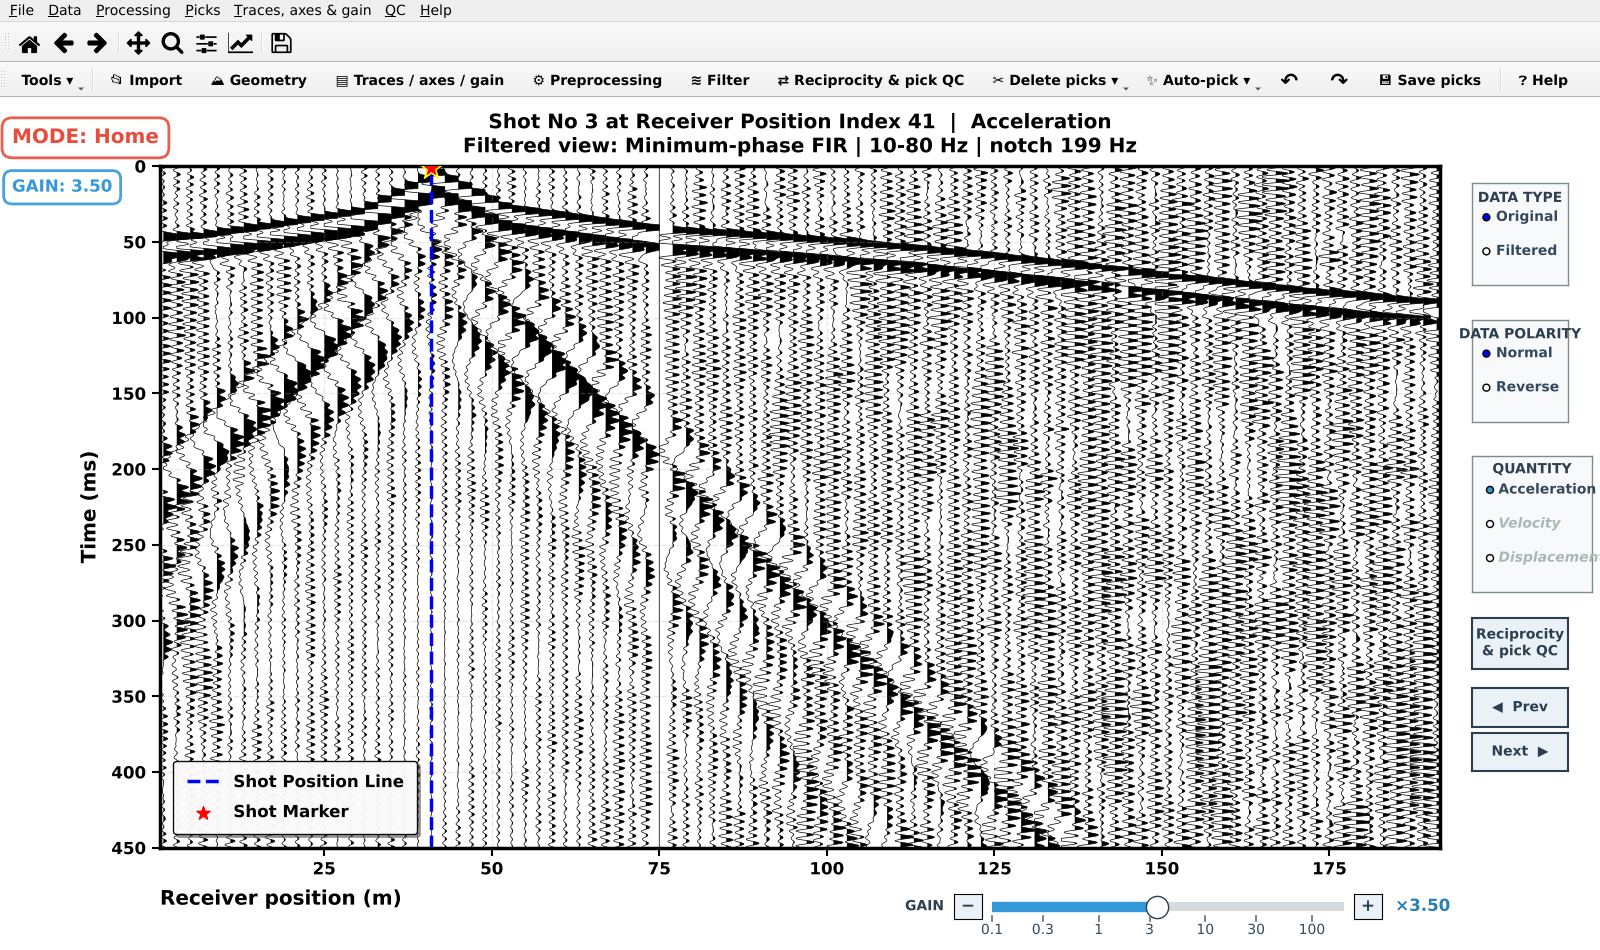 File Data Processing Picks Traces, axes & gain QC Help
Tools ▾ Import Geometry Traces / axes / gain Preprocessing Filter Reciprocity & pick QC Delete picks ▾ Auto-pick ▾ Save picks ? Help
Shot No 3 at Receiver Position Index 41 | Acceleration
Filtered view: Minimum-phase FIR | 10-80 Hz | notch 199 Hz
MODE: Home
GAIN: 3.50
0
50
100
150
200
250
300
350
400
450
Time (ms)
Shot Position Line
Shot Marker
25 50 75 100 125 150 175
Receiver position (m)
DATA TYPE
Original
Filtered
DATA POLARITY
Normal
Reverse
QUANTITY
Acceleration
Velocity
Displacemen
Reciprocity
& pick QC
◀ Prev
Next ▶
GAIN − + ×3.50
0.1 0.3 1 3 10 30 100